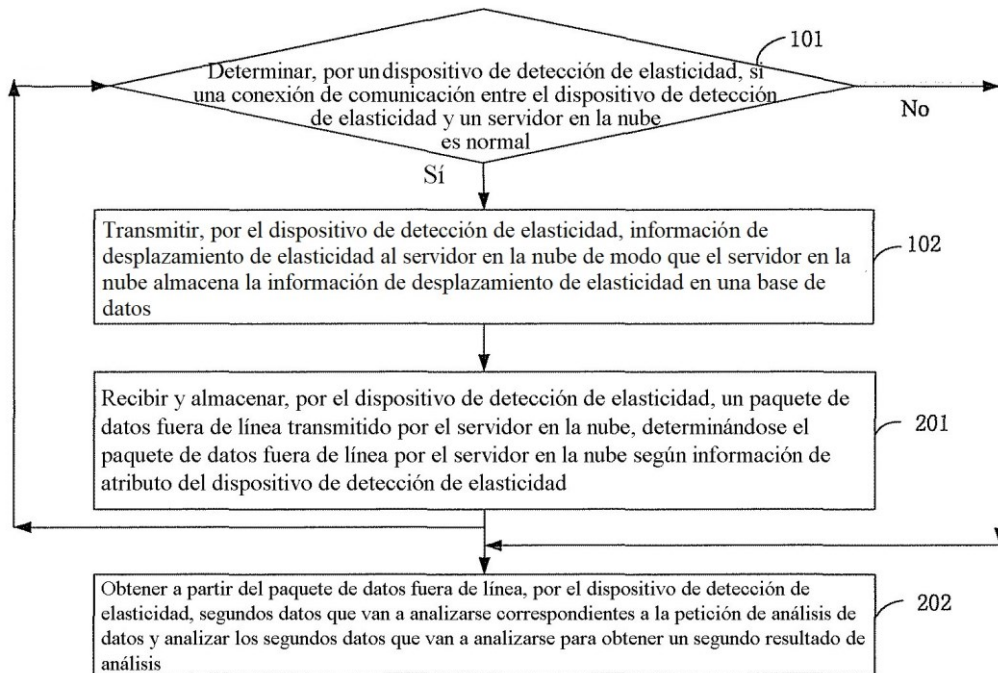 101
Determinar, por un dispositivo de detección de elasticidad, si
una conexión de comunicación entre el dispositivo de detección
de elasticidad y un servidor en la nube
es normal
No
Sí
Transmitir, por el dispositivo de detección de elasticidad, información de
desplazamiento de elasticidad al servidor en la nube de modo que el servidor en la
nube almacena la información de desplazamiento de elasticidad en una base de
datos
102
Recibir y almacenar, por el dispositivo de detección de elasticidad, un paquete de
datos fuera de línea transmitido por el servidor en la nube, determinándose el
paquete de datos fuera de línea por el servidor en la nube según información de
atributo del dispositivo de detección de elasticidad
201
Obtener a partir del paquete de datos fuera de línea, por el dispositivo de detección de
elasticidad, segundos datos que van a analizarse correspondientes a la petición de análisis de
datos y analizar los segundos datos que van a analizarse para obtener un segundo resultado de
análisis
202